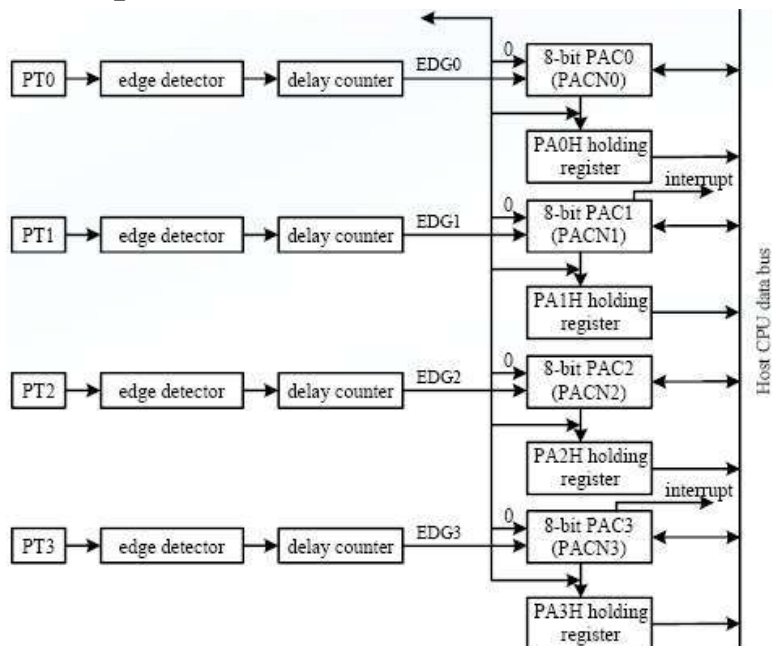 0
8-bit PAC0
(PACN0)
EDG0
PT0
edge detector
delay counter
PA0H holding
register
interrupt
0
8-bit PAC1
(PACN1)
EDG1
PT1
edge detector
delay counter
PA1H holding
register
Host CPU data bus
0
8-bit PAC2
(PACN2)
EDG2
PT2
edge detector
delay counter
PA2H holding
register
interrupt
0
8-bit PAC3
(PACN3)
EDG3
PT3
edge detector
delay counter
PA3H holding
register